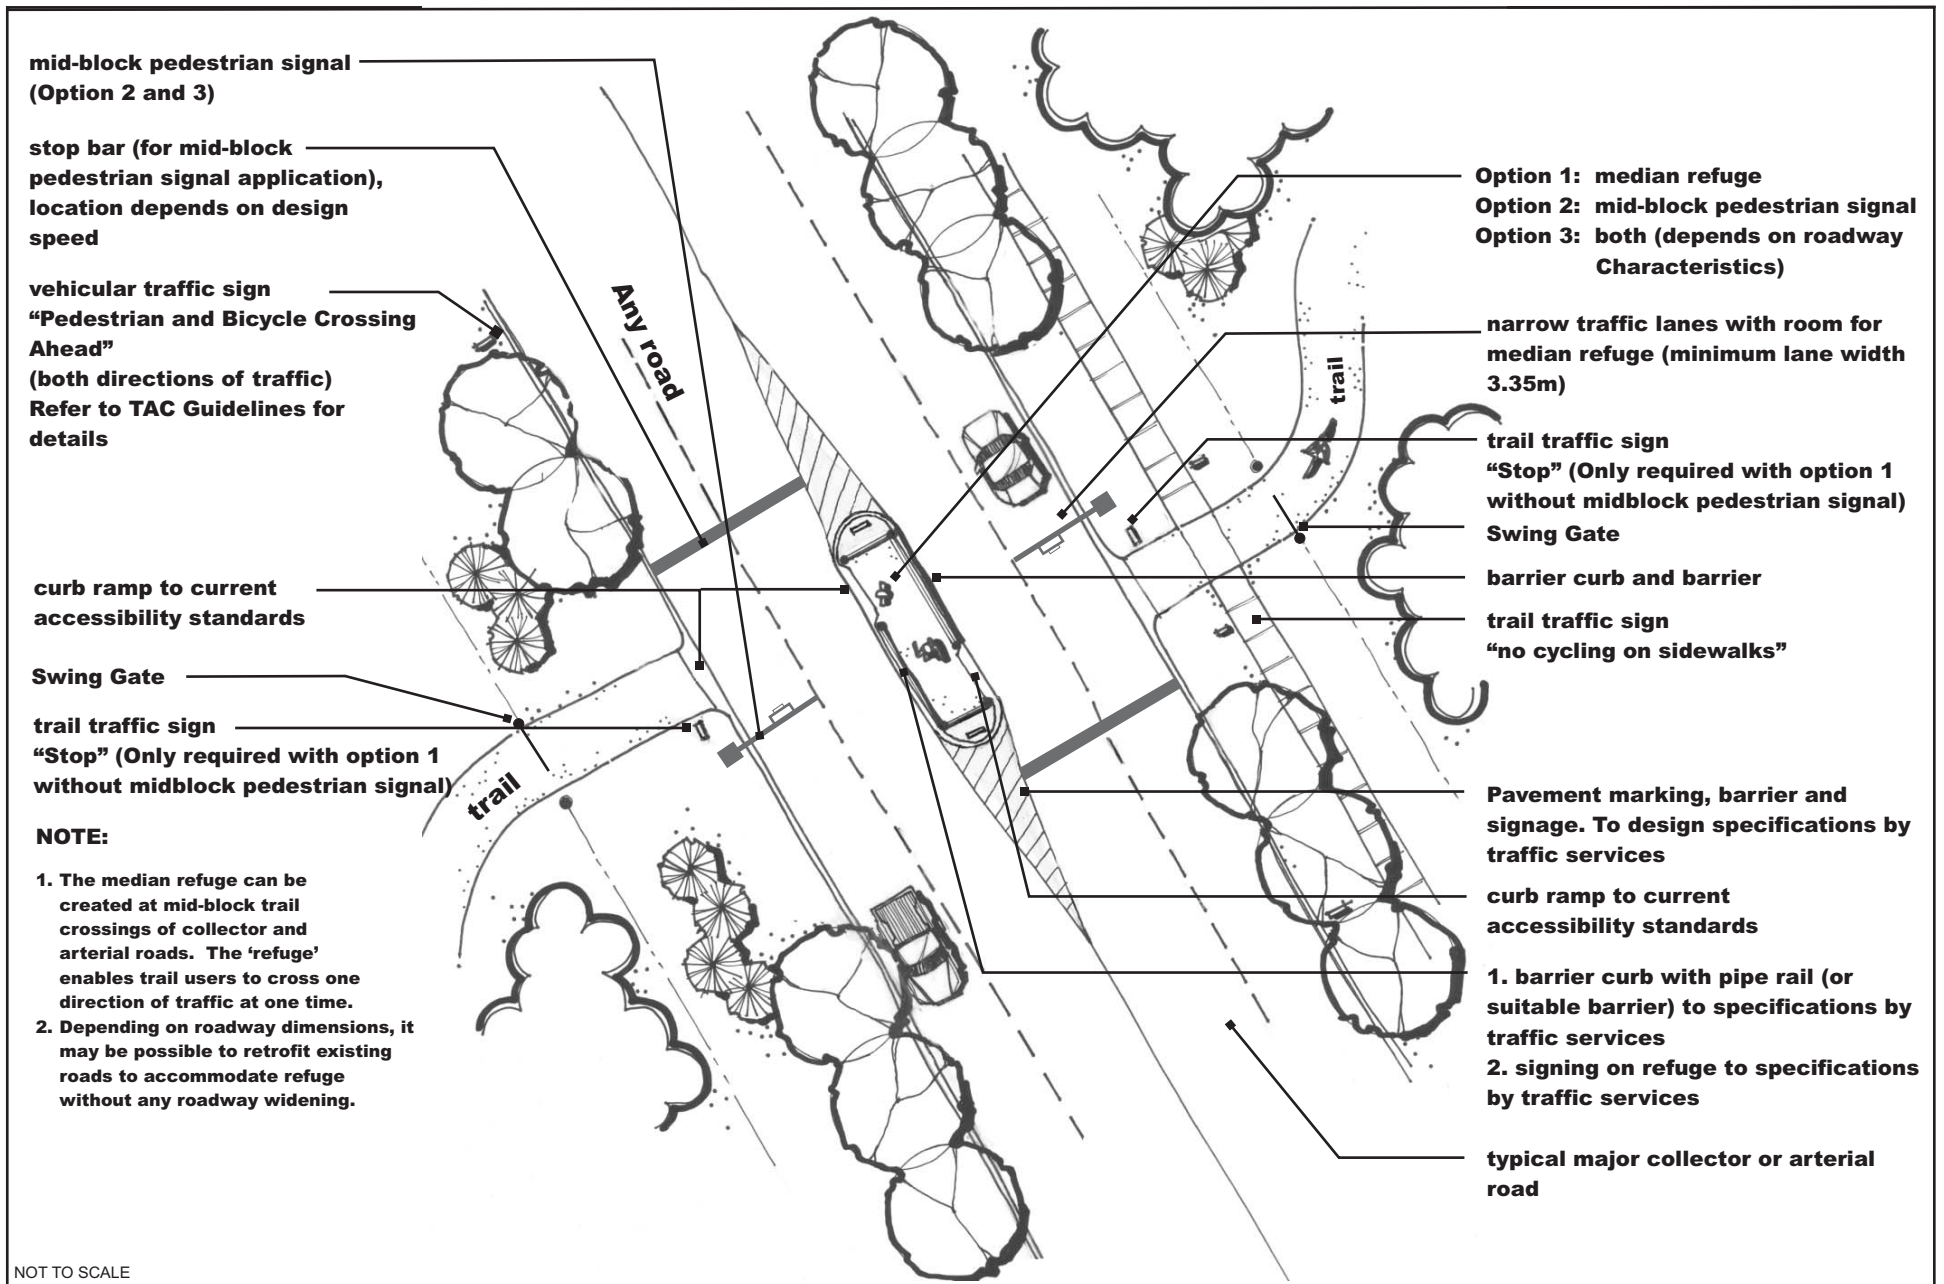 mid-block pedestrian signal
(Option 2 and 3)
stop bar (for mid-block
pedestrian signal application),
location depends on design
speed
vehicular traffic sign
“Pedestrian and Bicycle Crossing
Ahead”
(both directions of traffic)
Refer to TAC Guidelines for
details
curb ramp to current
accessibility standards
Swing Gate
trail traffic sign
“Stop” (Only required with option 1
without midblock pedestrian signal)
NOTE:
1. The median refuge can be
created at mid-block trail
crossings of collector and
arterial roads. The ‘refuge’
enables trail users to cross one
direction of traffic at one time.
2. Depending on roadway dimensions, it
may be possible to retrofit existing
roads to accommodate refuge
without any roadway widening.
NOT TO SCALE
Any road
trail
trail
Option 1: median refuge
Option 2: mid-block pedestrian signal
Option 3: both (depends on roadway
Characteristics)
narrow traffic lanes with room for
median refuge (minimum lane width
3.35m)
trail traffic sign
“Stop” (Only required with option 1
without midblock pedestrian signal)
Swing Gate
barrier curb and barrier
trail traffic sign
“no cycling on sidewalks”
Pavement marking, barrier and
signage. To design specifications by
traffic services
curb ramp to current
accessibility standards
1. barrier curb with pipe rail (or
suitable barrier) to specifications by
traffic services
2. signing on refuge to specifications
by traffic services
typical major collector or arterial
road